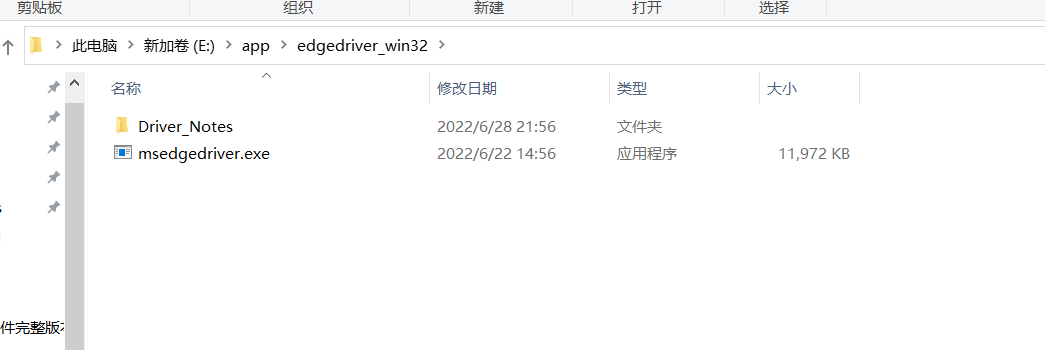 剪贴板 组织 新建 打开 选择
此电脑 新加卷 (E:) app edgedriver_win32
名称 修改日期 类型 大小
Driver_Notes 2022/6/28 21:56 文件夹
msedgedriver.exe 2022/6/22 14:56 应用程序 11,972 KB
件完整版